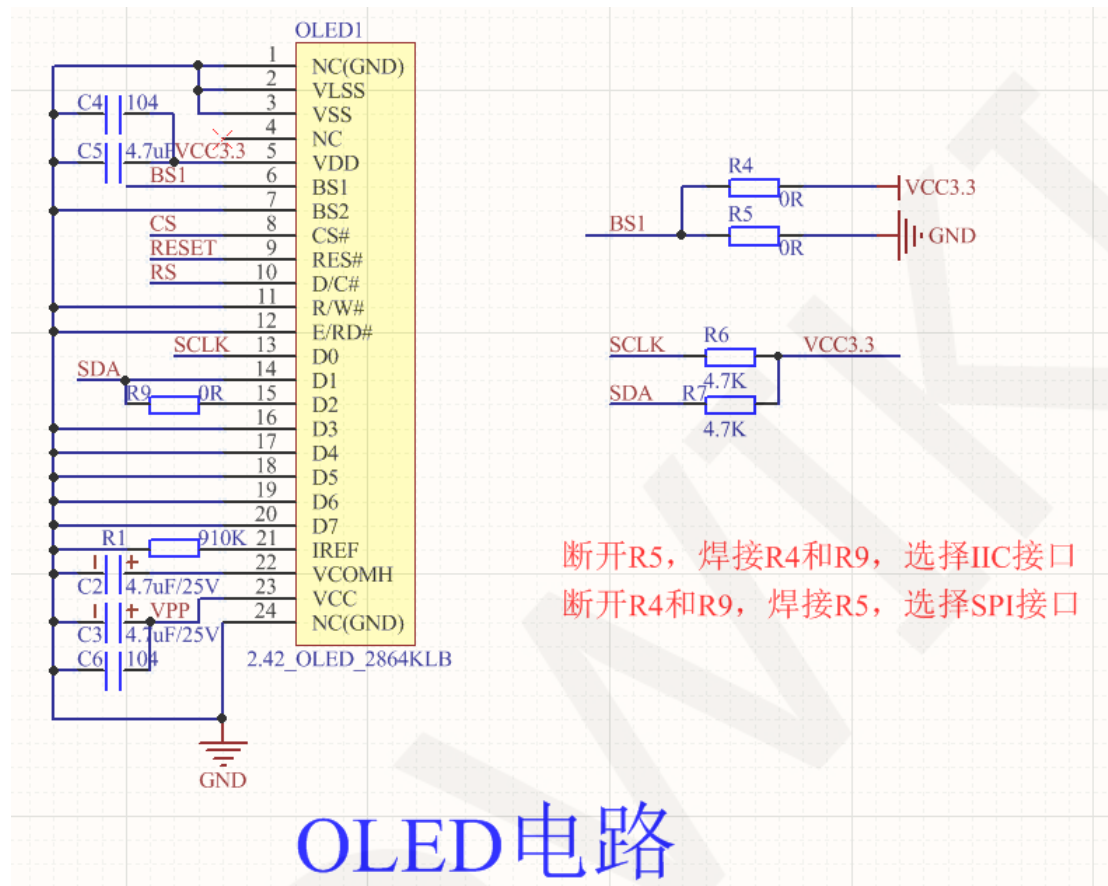 OLED1
1 NC(GND)
2 VLSS
3 VSS
4 NC
5 VDD
6 BS1
7 BS2
8 CS#
9 RES#
10 D/C#
11 R/W#
12 E/RD#
13 D0
14 D1
15 D2
16 D3
17 D4
18 D5
19 D6
20 D7
21 IREF
22 VCOMH
23 VCC
24 NC(GND)
2.42_OLED_2864KLB
C4 104
C5 4.7uF VCC3.3
BS1
CS
RESET
RS
SCLK
SDA
R9 0R
R1 910K
C2 4.7uF/25V
VPP
C3 4.7uF/25V
C6 104
GND
R4
0R
VCC3.3
BS1
R5
0R
GND
SCLK
R6
4.7K
VCC3.3
SDA
R7
4.7K
断开R5，焊接R4和R9，选择IIC接口
断开R4和R9，焊接R5，选择SPI接口
OLED电路